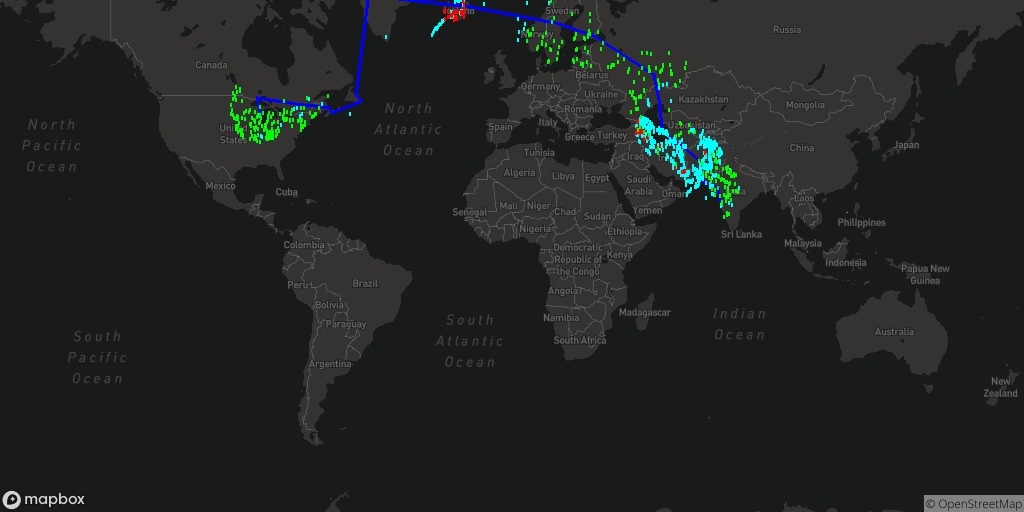 Sweden
Russia
Norway
Canada
Belarus
Germany
Ukraine
Kazakhstan
Mongolia
North
Atlantic
Ocean
Romania
North
Pacific
Ocean
United
States
Spain
Italy
Greece
Turkey
Uzbekistan
China
Japan
Tunisia
Iraq
Algeria
Libya
Egypt
Saudi
Arabia
Oman
Mexico
Cuba
Laos
Senegal
Mali
Niger
Chad
Sudan
Yemen
Philippines
Nigeria
Ethiopia
Sri Lanka
Malaysia
Colombia
Democratic
Republic of
the Congo
Kenya
Indonesia
Papua New
Guinea
Peru
Brazil
Angola
Bolivia
Namibia
Madagascar
Indian
Ocean
South
Pacific
Ocean
Paraguay
South
Atlantic
Ocean
South Africa
Australia
Argentina
New
Zealand
mapbox
© OpenStreetMap